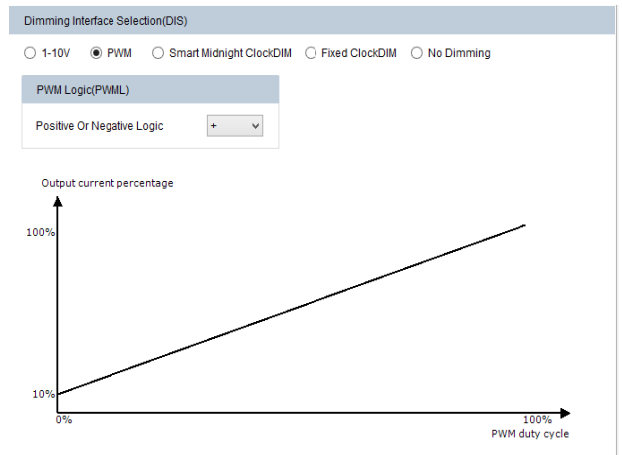 Dimming Interface Selection(DIS)
1-10V PWM Smart Midnight ClockDIM Fixed ClockDIM No Dimming
PWM Logic(PWML)
Positive Or Negative Logic +
Output current percentage
100%
10%
0% 100%
PWM duty cycle